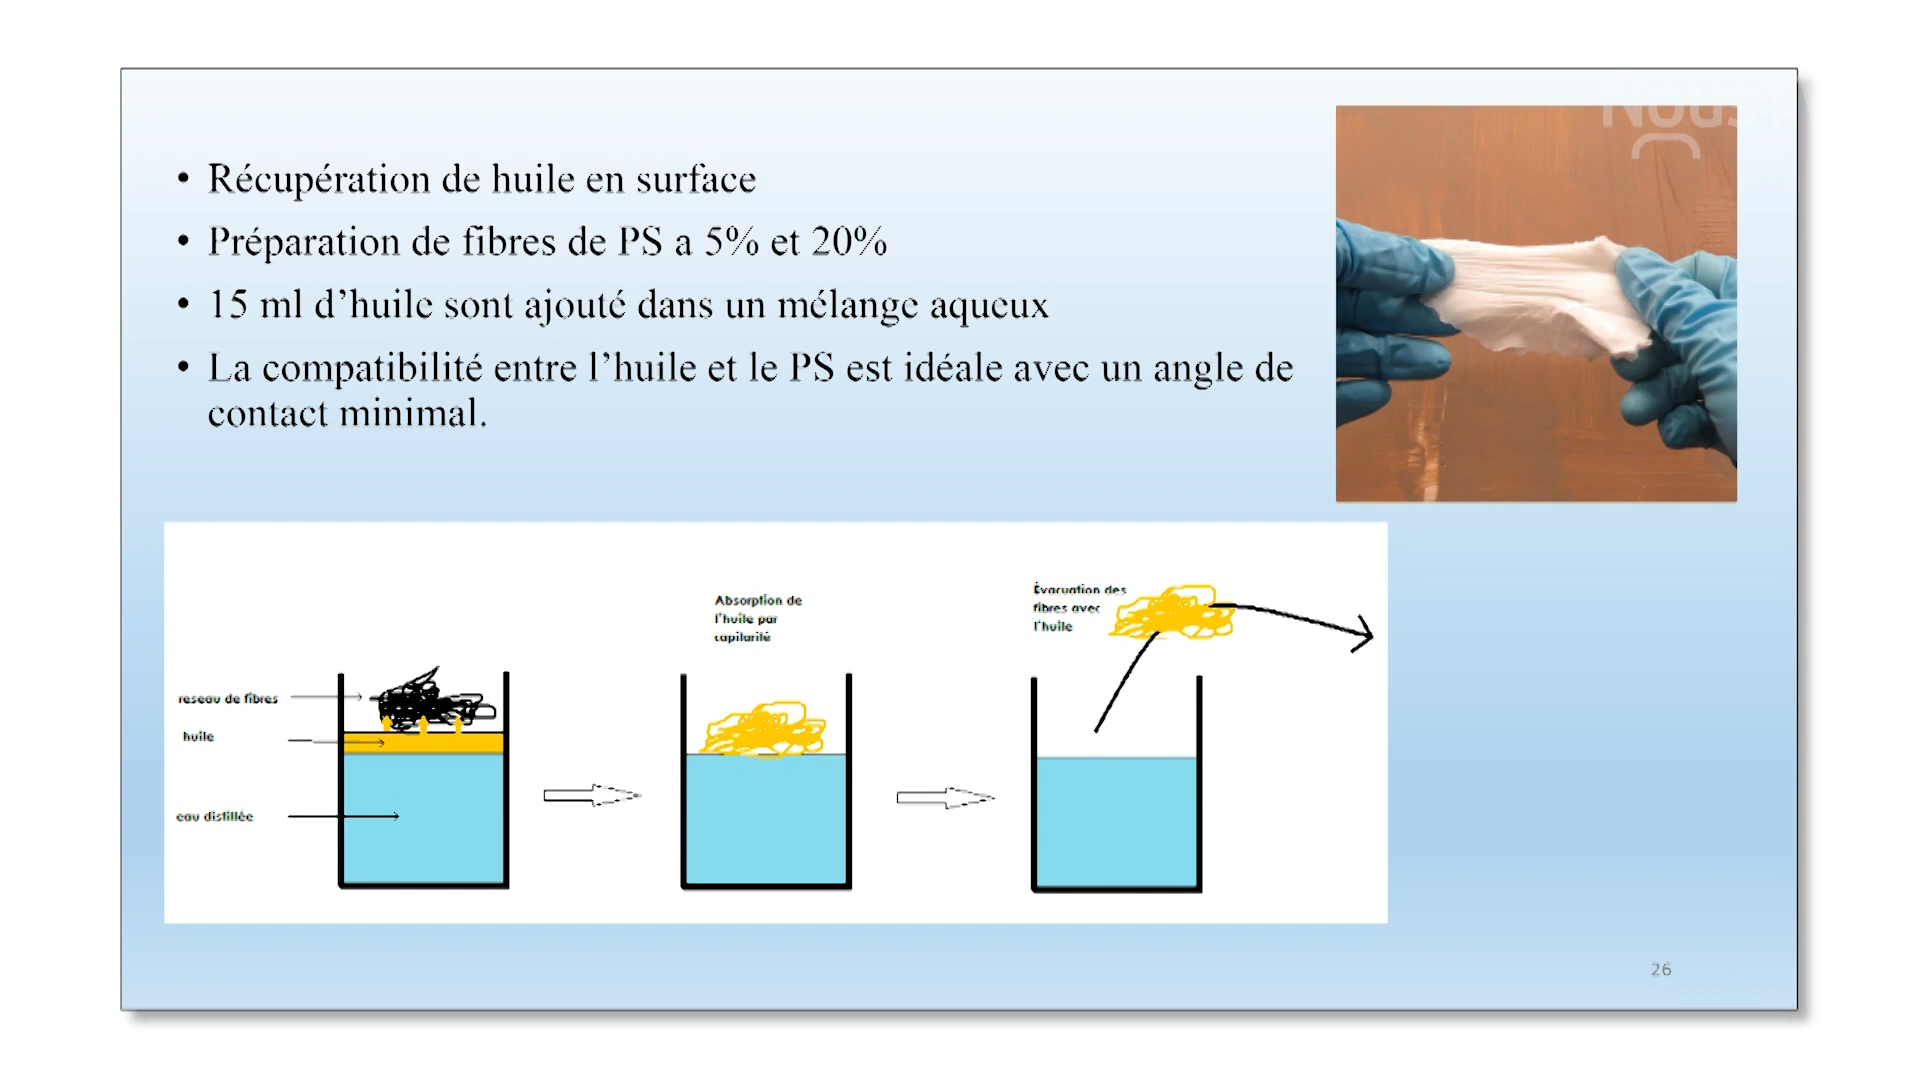 • Récupération de huile en surface
• Préparation de fibres de PS a 5% et 20%
• 15 ml d’huile sont ajouté dans un mélange aqueux
• La compatibilité entre l’huile et le PS est idéale avec un angle de
contact minimal.
Absorption de
l'huile par
capilarité
Évacuation des
fibres avec
l'huile
reseau de fibres
huile
eau distillée
26